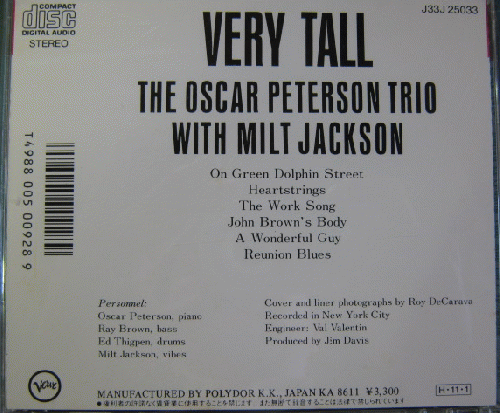 COMPACT
disc
DIGITAL AUDIO
STEREO
J33J 25033
VERY TALL
THE OSCAR PETERSON TRIO
WITH MILT JACKSON
On Green Dolphin Street
Heartstrings
The Work Song
John Brown's Body
A Wonderful Guy
Reunion Blues
T4988 005 00928 9
Personnel:
Oscar Peterson, piano
Ray Brown, bass
Ed Thigpen, drums
Milt Jackson, vibes
Cover and liner photographs by Roy DeCarava
Recorded in New York City
Engineer: Val Valentin
Produced by Jim Davis
Verve
MANUFACTURED BY POLYDOR K.K., JAPAN KA 8611 ¥3,300
H·11·1